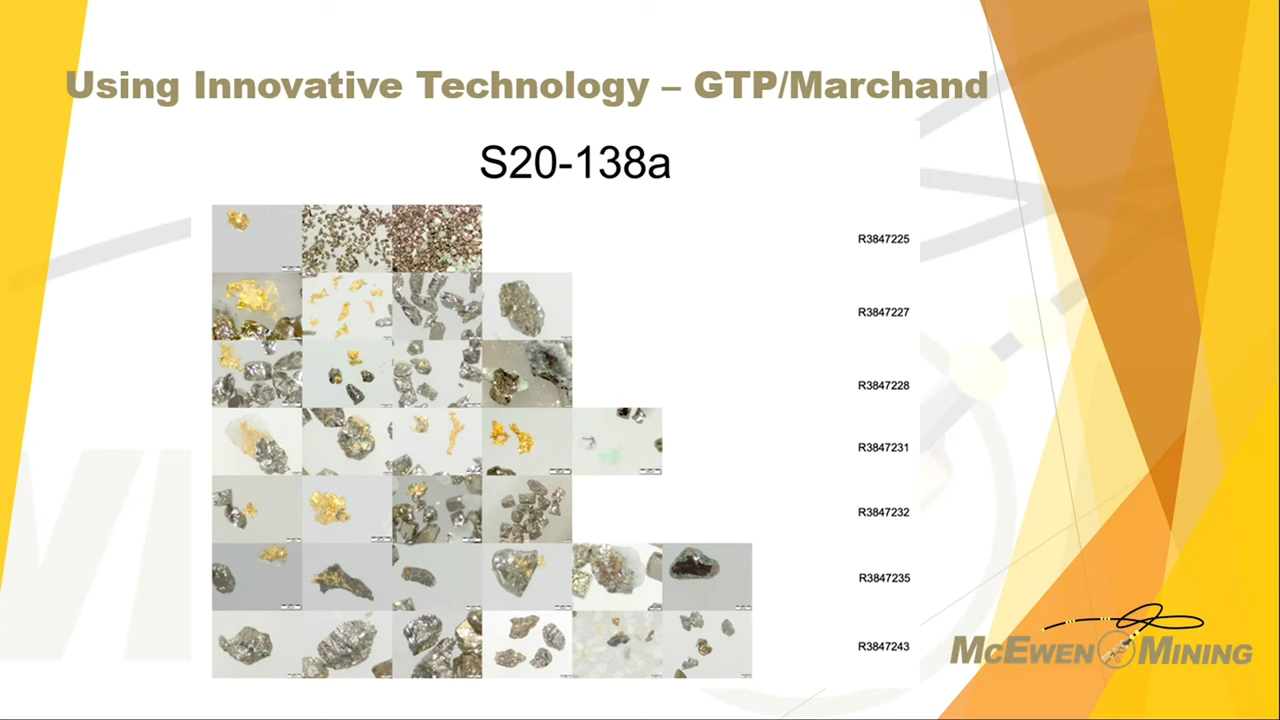 Using Innovative Technology – GTP/Marchand
S20-138a
R3847225
R3847227
R3847228
R3847231
R3847232
R3847235
R3847243
MCEWEN MINING